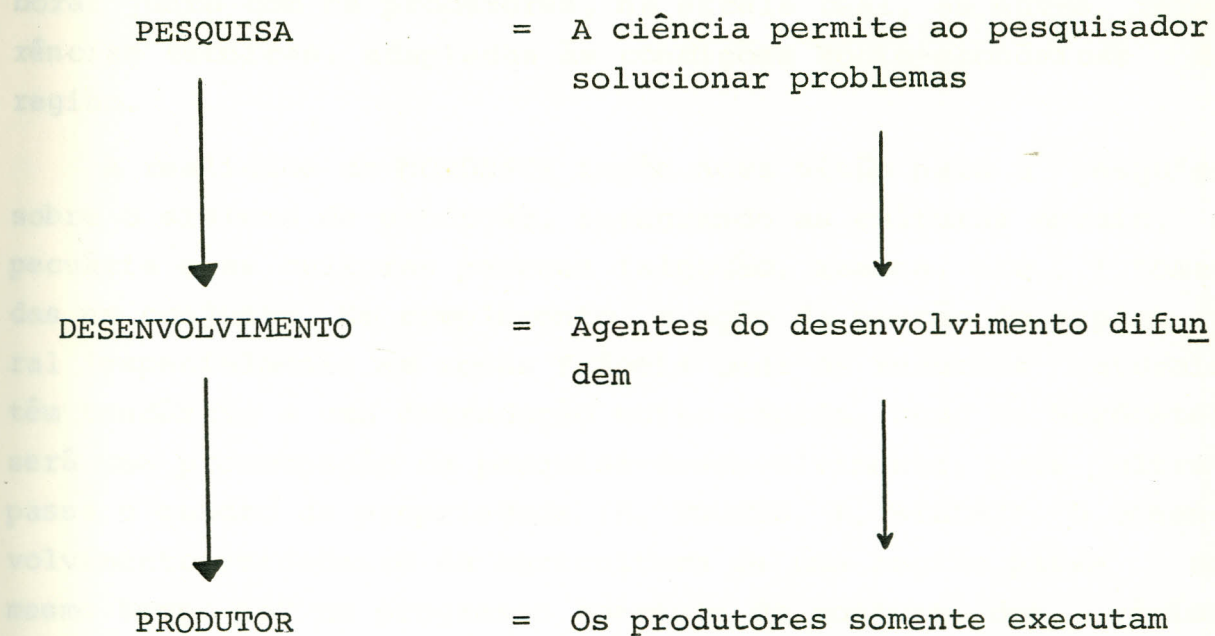 PESQUISA = A ciência permite ao pesquisador
solucionar problemas
DESENVOLVIMENTO = Agentes do desenvolvimento difun
dem
PRODUTOR = Os produtores somente executam